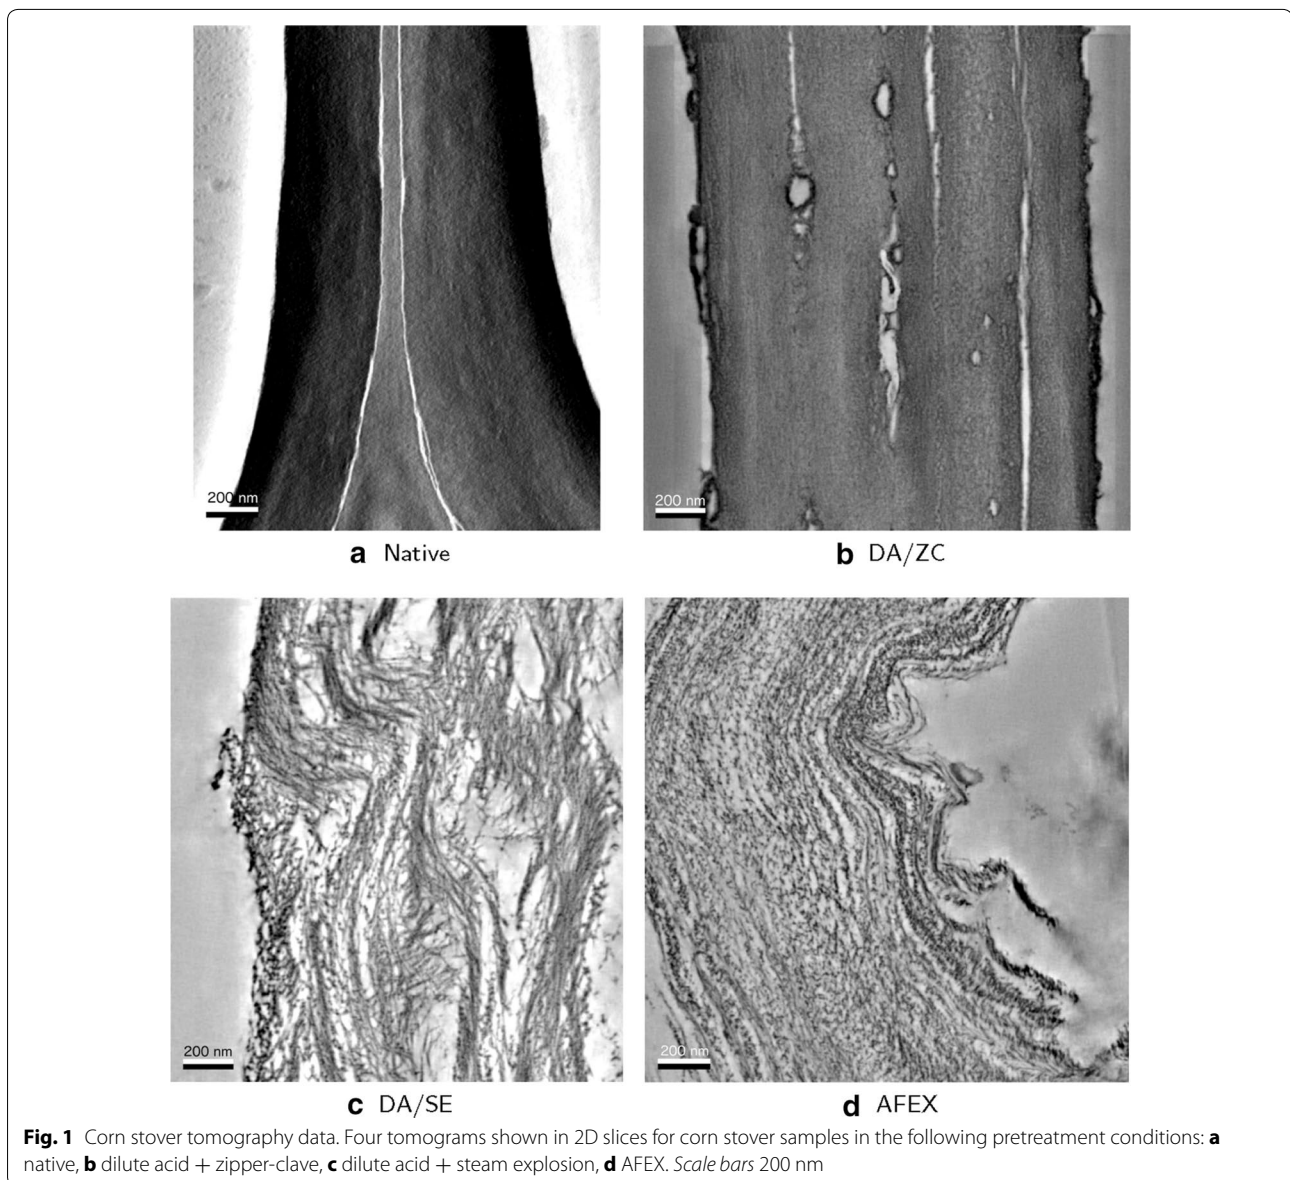 200 nm
200 nm
a Native
b DA/ZC
200 nm
200 nm
c DA/SE
d AFEX
Fig. 1 Corn stover tomography data. Four tomograms shown in 2D slices for corn stover samples in the following pretreatment conditions: a
native, b dilute acid + zipper-clave, c dilute acid + steam explosion, d AFEX. Scale bars 200 nm